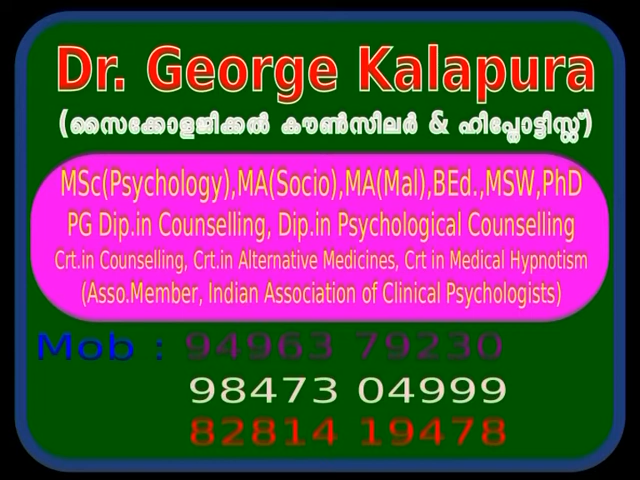 Dr. George Kalapura
(സൈക്കോളജിക്കൽ കൗൺസിലർ & ഹിപ്നോട്ടിസ്റ്റ്)
MSc(Psychology),MA(Socio),MA(Mal),BEd.,MSW,PhD
PG Dip.in Counselling, Dip.in Psychological Counselling
Crt.in Counselling, Crt.in Alternative Medicines, Crt in Medical Hypnotism
(Asso.Member, Indian Association of Clinical Psychologists)
Mob : 94963 79230
98473 04999
82814 19478